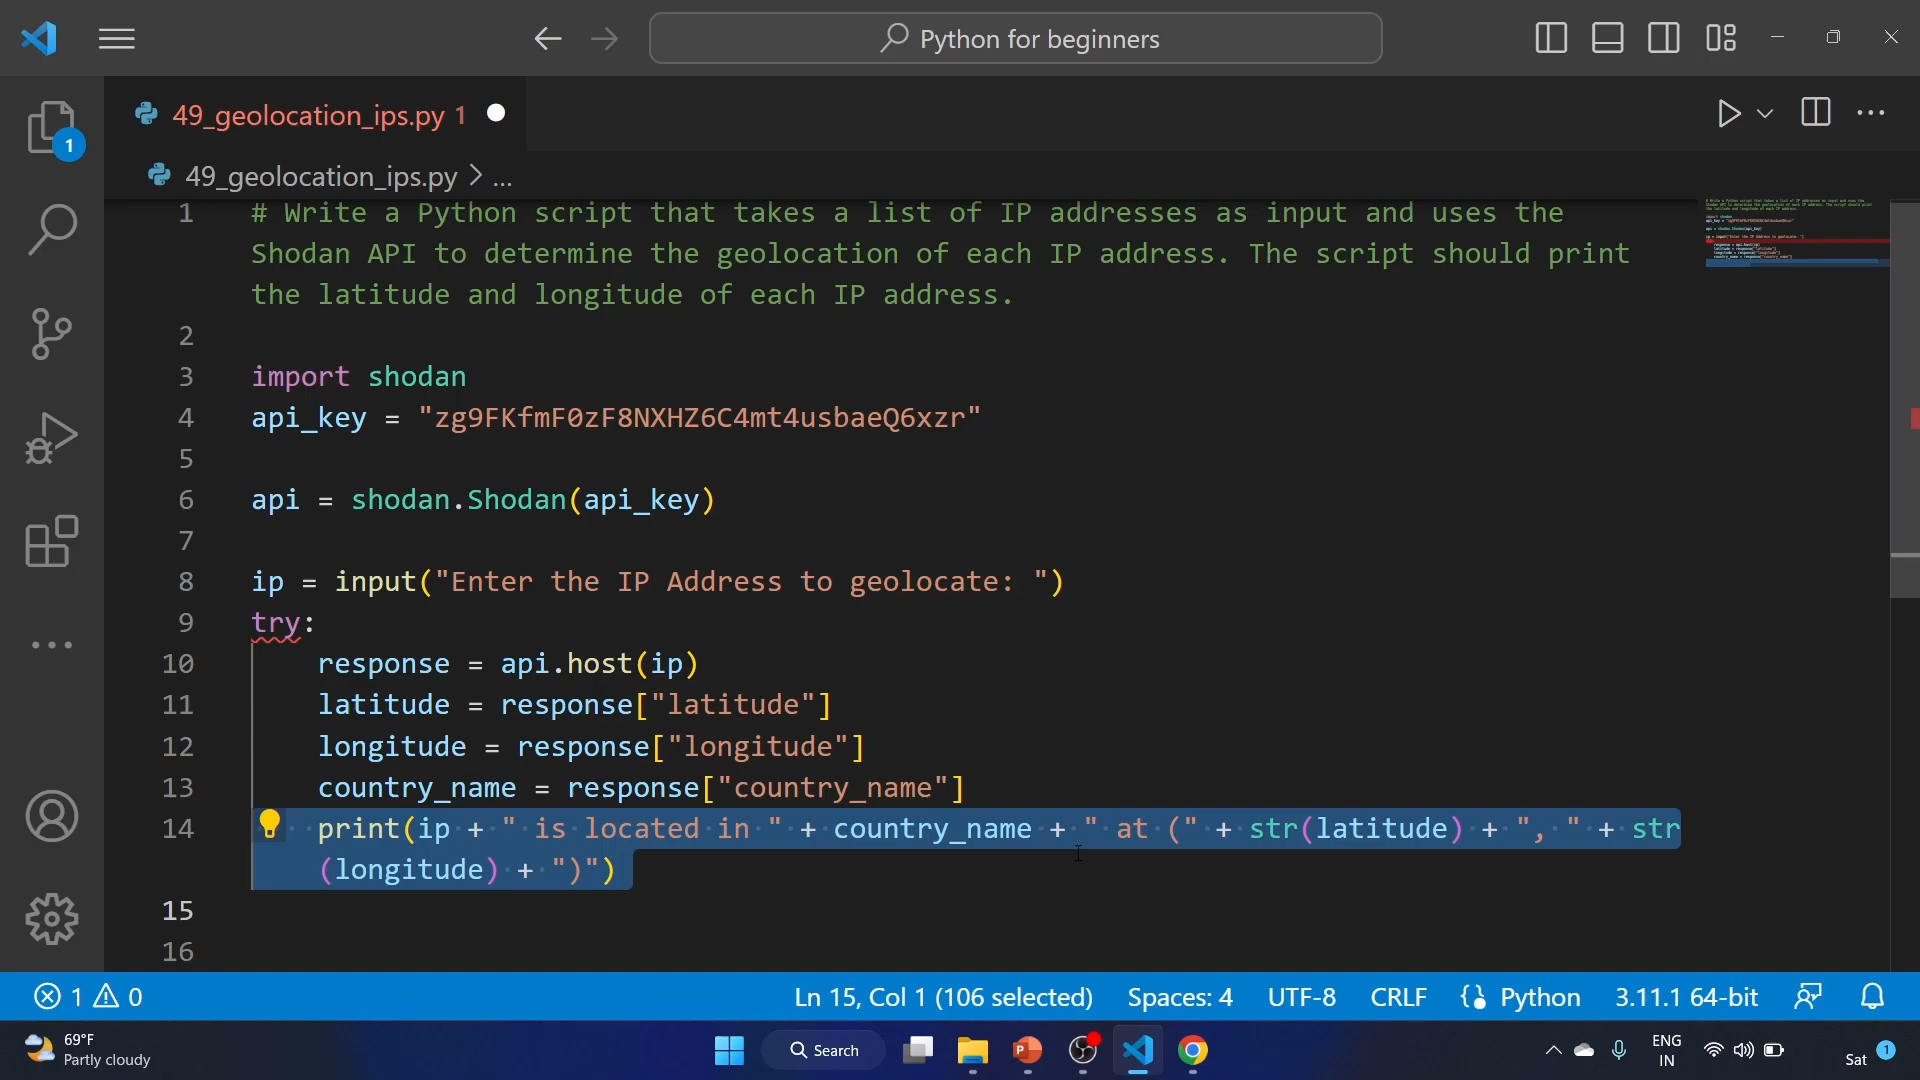 Python for beginners
49_geolocation_ips.py 1
1
49_geolocation_ips.py > ...
1 # Write a Python script that takes a list of IP addresses as input and uses the
Shodan API to determine the geolocation of each IP address. The script should print
the latitude and longitude of each IP address.
2
3 import shodan
4 api_key = "zg9FKfmF0zF8NXHZ6C4mt4usbaeQ6xzr"
5
6 api = shodan.Shodan(api_key)
7
8 ip = input("Enter the IP Address to geolocate: ")
9 try:
10 response = api.host(ip)
11 latitude = response["latitude"]
12 longitude = response["longitude"]
13 country_name = response["country_name"]
14 print(ip + " is located in " + country_name + " at (" + str(latitude) + ", " + str
(longitude) + ")")
15
16
1 0 Ln 15, Col 1 (106 selected) Spaces: 4 UTF-8 CRLF Python 3.11.1 64-bit
69°F
Partly cloudy
Search
ENG
IN
Sat 1